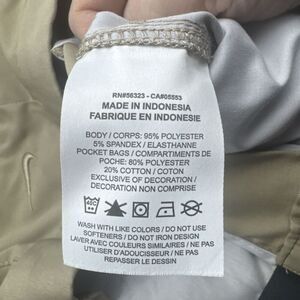 RN#56323 - CA#05553
MADE IN INDONESIA
FABRIQUE EN INDONESIE
BODY / CORPS: 95% POLYESTER
5% SPANDEX / ELASTHANNE
POCKET BAGS / COMPARTIMENTS DE
POCHE: 80% POLYESTER
20% COTTON / COTON
EXCLUSIVE OF DECORATION /
DECORATION NON COMPRISE
WASH WITH LIKE COLORS / DO NOT USE
SOFTENERS / DO NOT IRON DESIGN
LAVER AVEC COULEURS SIMILAIRES / NE PAS
UTILISER D'ADOUCISSEUR / NE PAS
REPASSER LE DESSIN